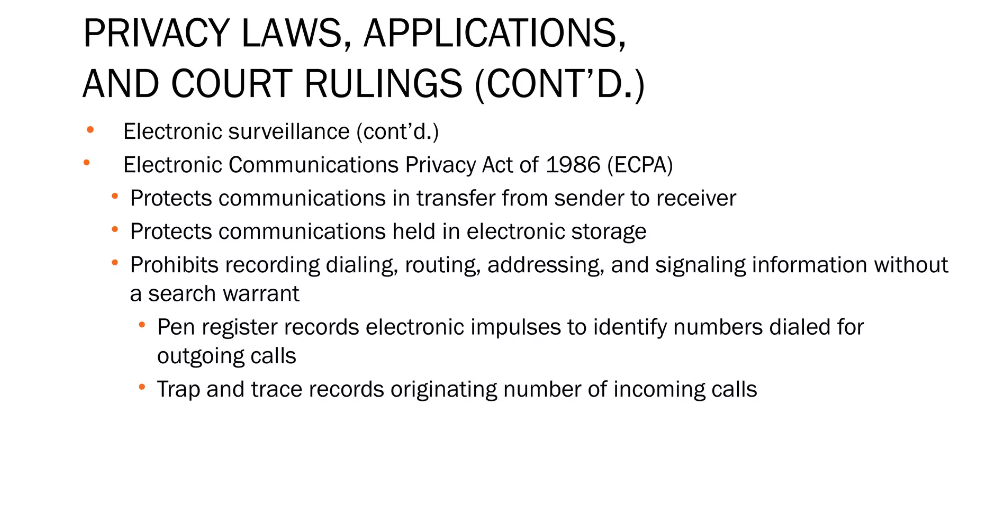 PRIVACY LAWS, APPLICATIONS,
AND COURT RULINGS (CONT’D.)
• Electronic surveillance (cont’d.)
• Electronic Communications Privacy Act of 1986 (ECPA)
• Protects communications in transfer from sender to receiver
• Protects communications held in electronic storage
• Prohibits recording dialing, routing, addressing, and signaling information without
a search warrant
• Pen register records electronic impulses to identify numbers dialed for
outgoing calls
• Trap and trace records originating number of incoming calls